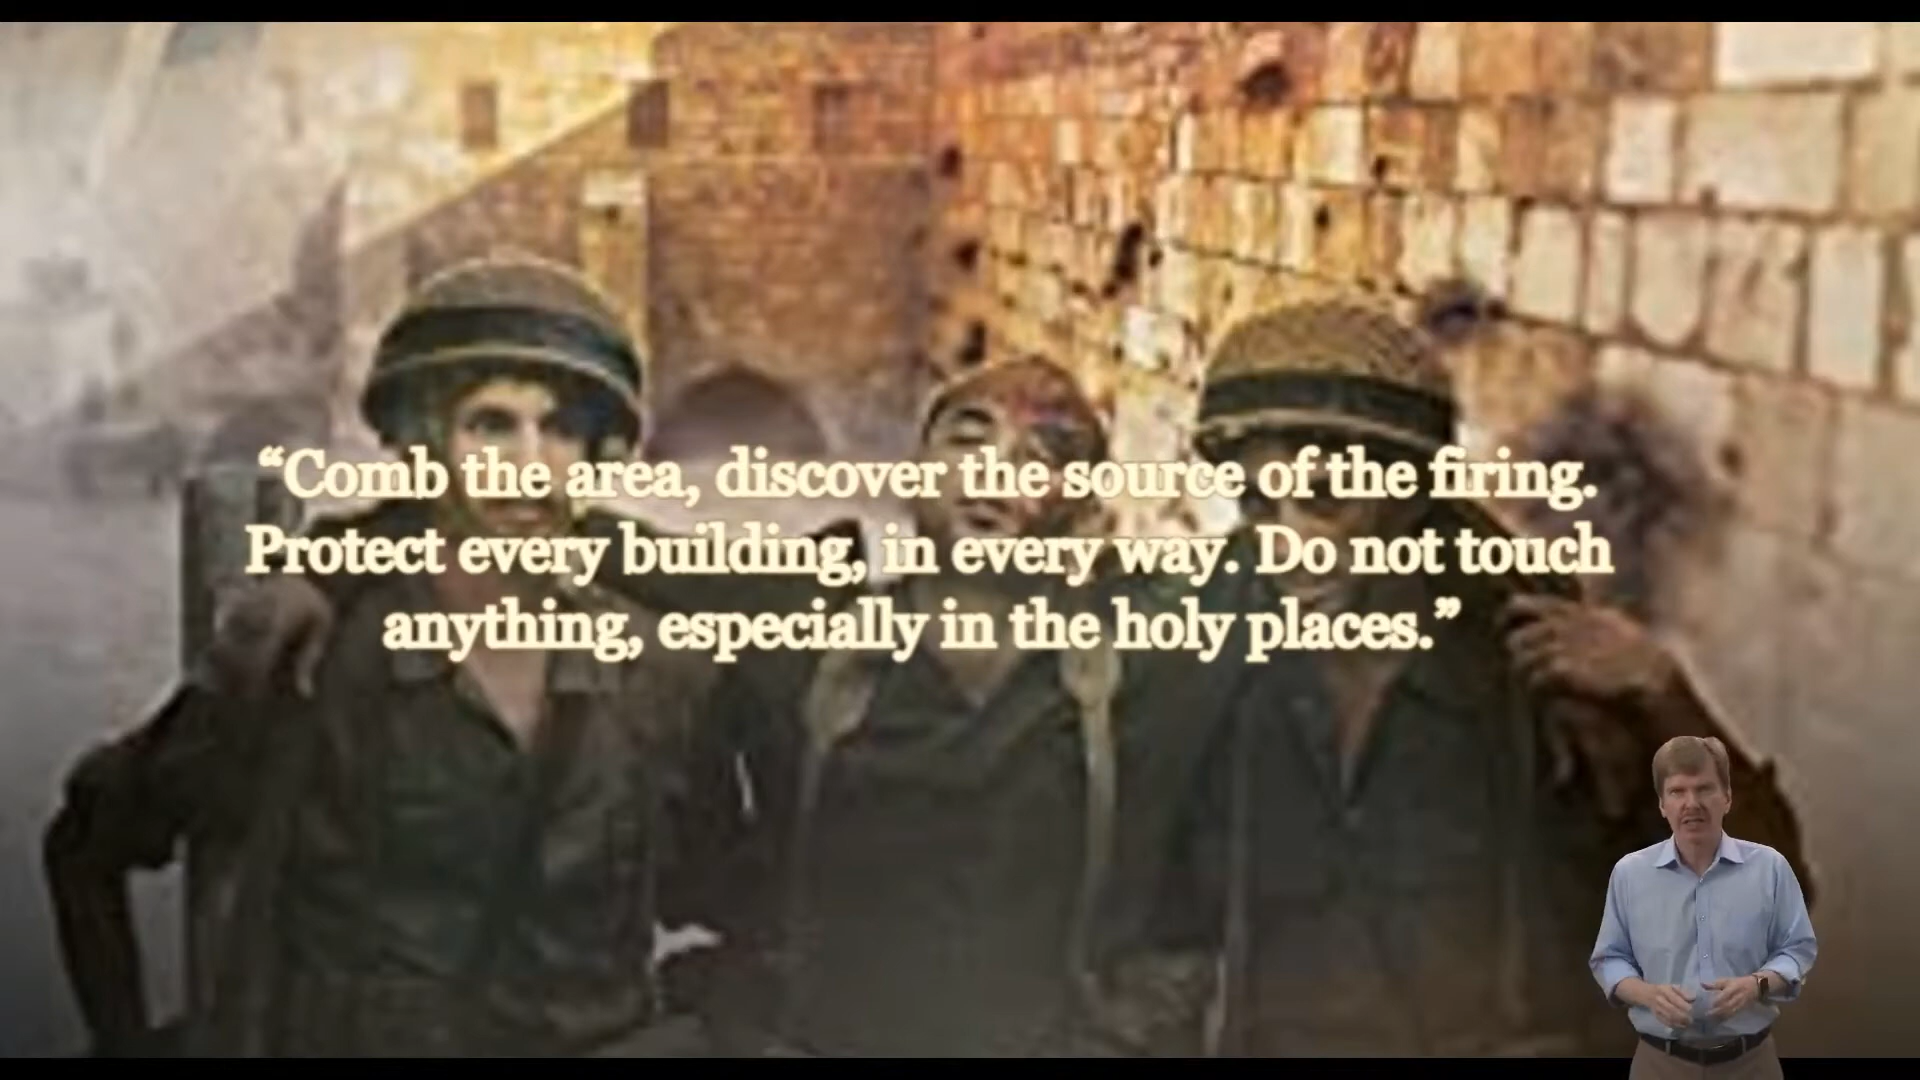 “Comb the area, discover the source of the firing.
Protect every building, in every way. Do not touch
anything, especially in the holy places.”